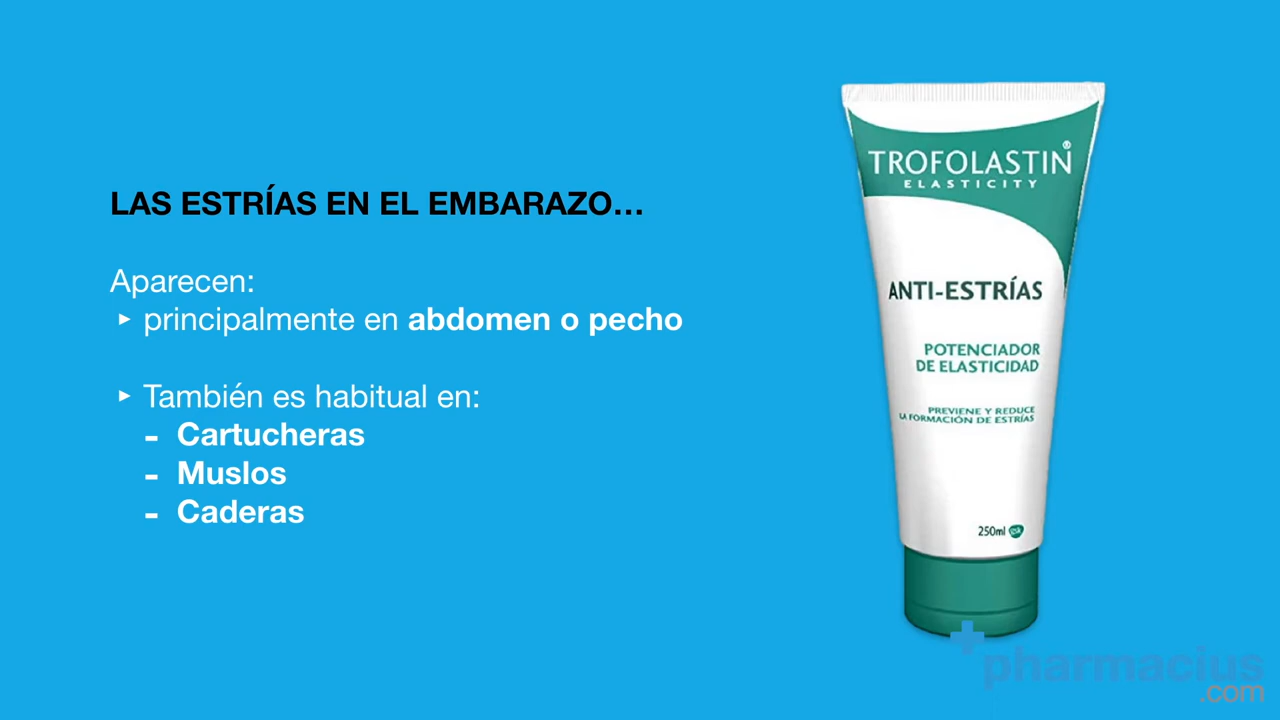 LAS ESTRÍAS EN EL EMBARAZO...
Aparecen:
▸ principalmente en abdomen o pecho
▸ También es habitual en:
- Cartucheras
- Muslos
- Caderas
TROFOLASTIN®
ELASTICITY
ANTI-ESTRÍAS
POTENCIADOR
DE ELASTICIDAD
PREVIENE Y REDUCE
LA FORMACIÓN DE ESTRÍAS
250ml gsk
+pharmacius
.com